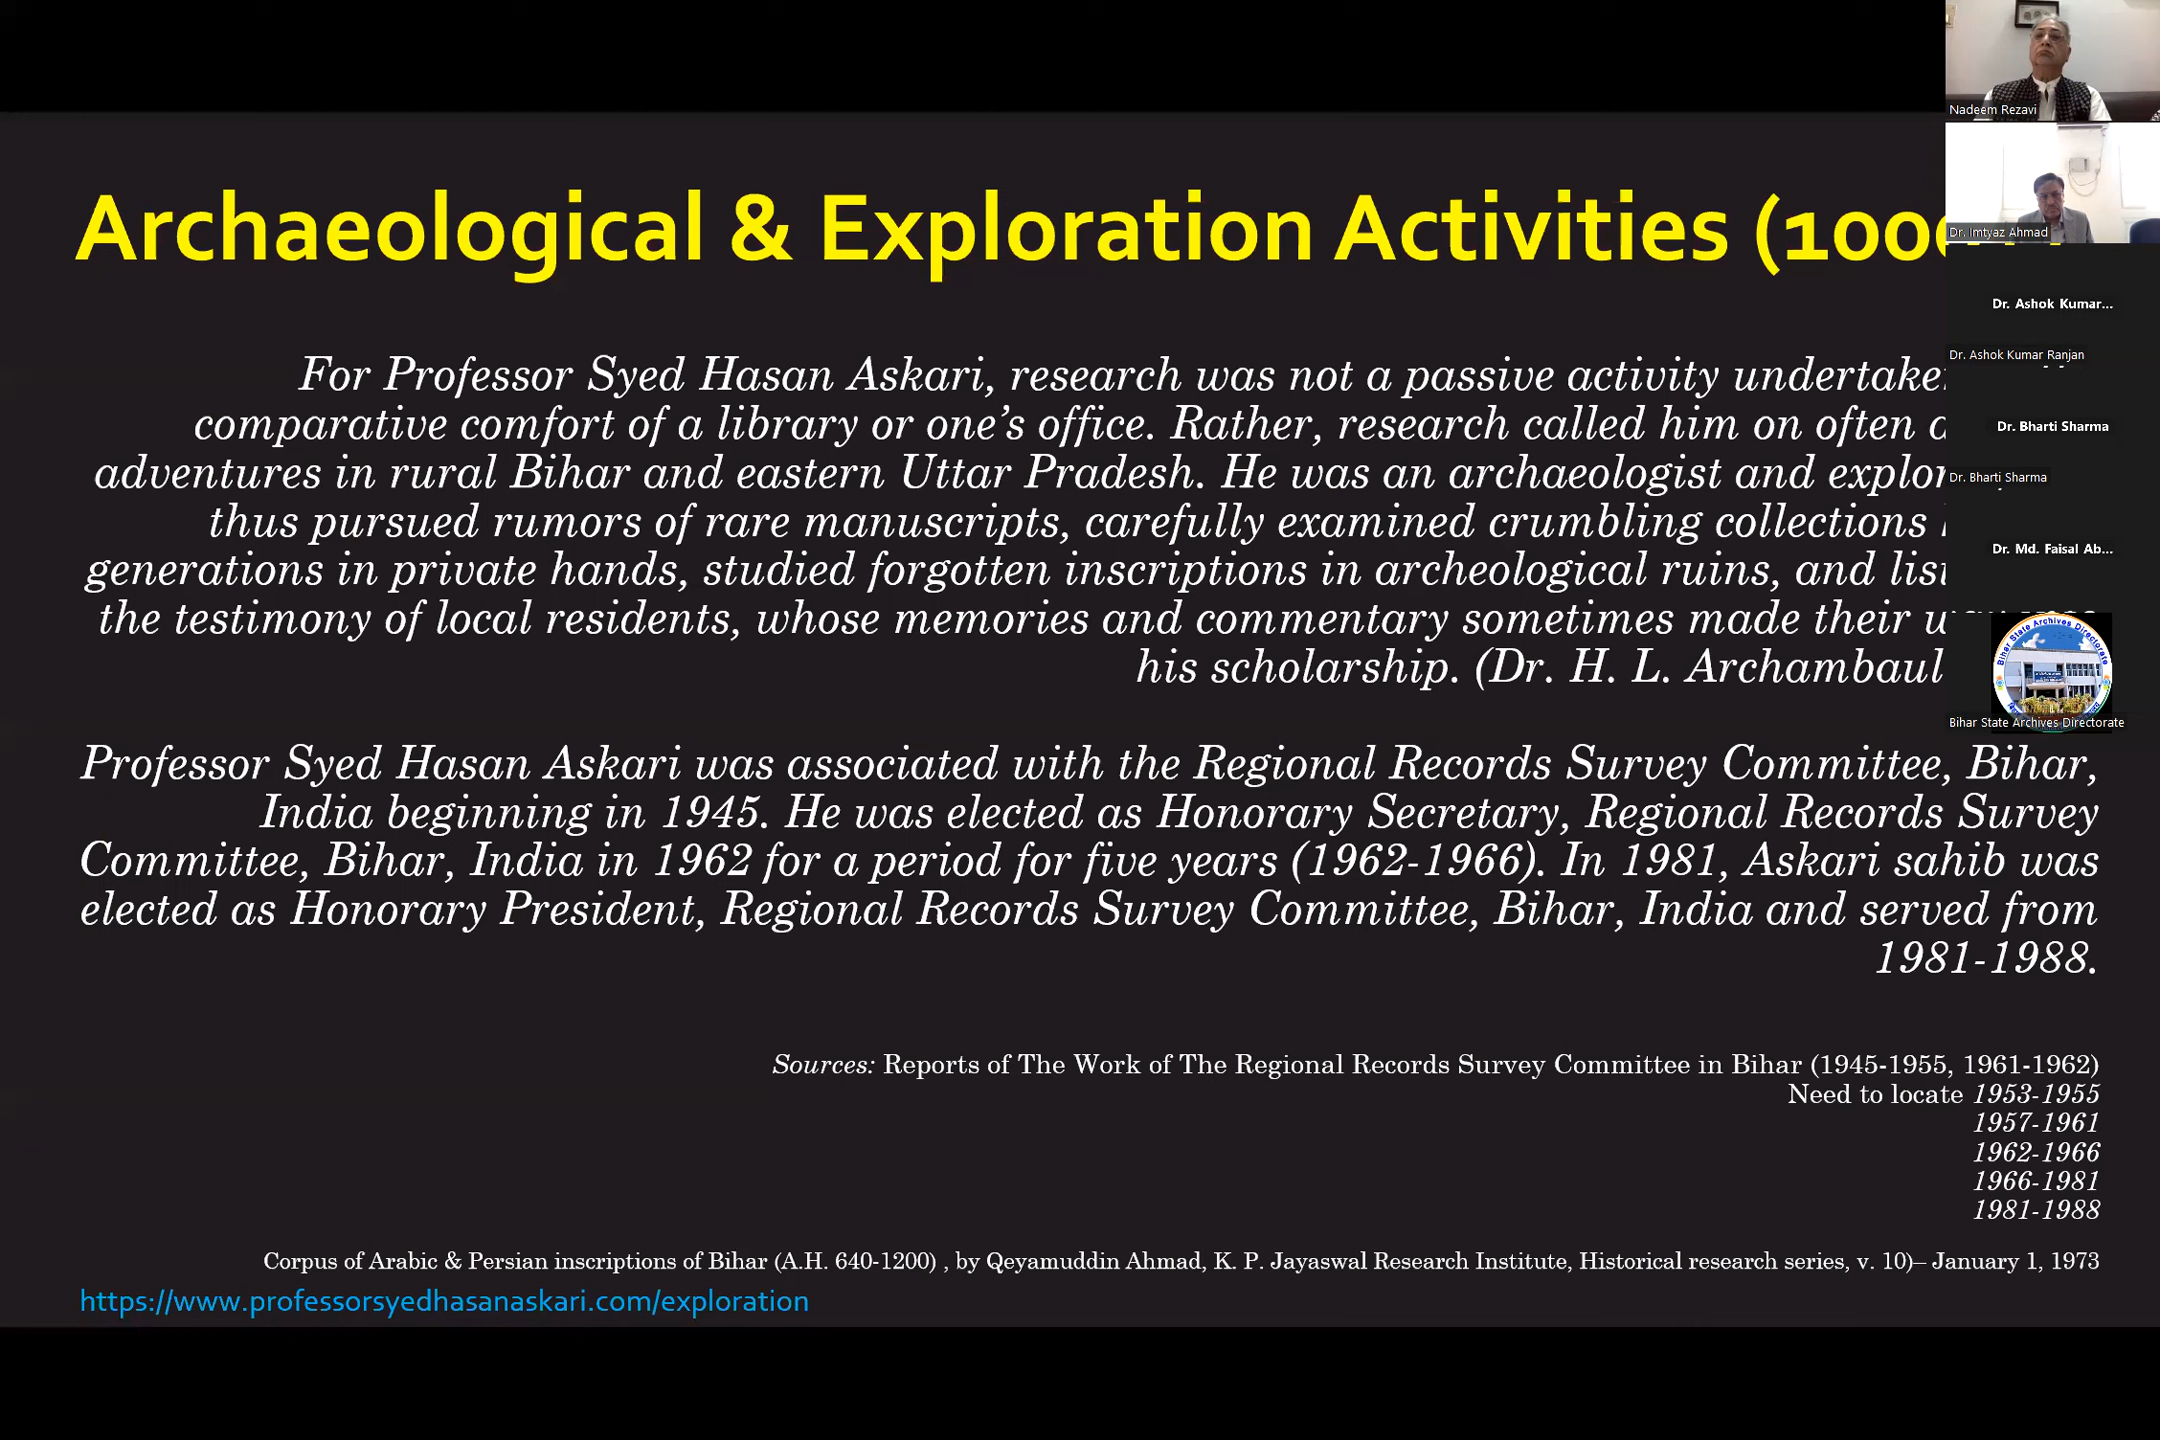 Archaeological & Exploration Activities
For Professor Syed Hasan Askari, research was not a passive activity
comparative comfort of a library or one's office. Rather, research called him on often
adventures in rural Bihar and eastern Uttar Pradesh. He was an archaeologist and
thus pursued rumors of rare manuscripts, carefully examined crumbling collections
generations in private hands, studied forgotten inscriptions in archeological ruins, and
the testimony of local residents, whose memories and commentary sometimes made their
his scholarship. (Dr. H. L.
Professor Syed Hasan Askari was associated with the Regional Records Survey Committee, Bihar,
India beginning in 1945. He was elected as Honorary Secretary, Regional Records Survey
Committee, Bihar, India in 1962 for a period for five years (1962-1966). In 1981, Askari sahib was
elected as Honorary President, Regional Records Survey Committee, Bihar, India and served from
1981-1988.
Sources: Reports of The Work of The Regional Records Survey Committee in Bihar (1945-1955, 1961-1962)
Need to locate 1953-1955
1957-1961
1962-1966
1966-1981
1981-1988
Corpus of Arabic & Persian inscriptions of Bihar (A.H. 640-1200) , by Qeyamuddin Ahmad, K. P. Jayaswal Research Institute, Historical research series, v. 10)– January 1, 1973
https://www.professorsyedhasanaskari.com/exploration
Nadeem Rezavi
Dr. Imtyaz Ahmad
Dr. Ashok Kumar...
Dr. Ashok Kumar Ranjan
Dr. Bharti Sharma
Dr. Bharti Sharma
Dr. Md. Faisal Ab...
Bihar State Archives Directorate
Bihar State Archives Directorate